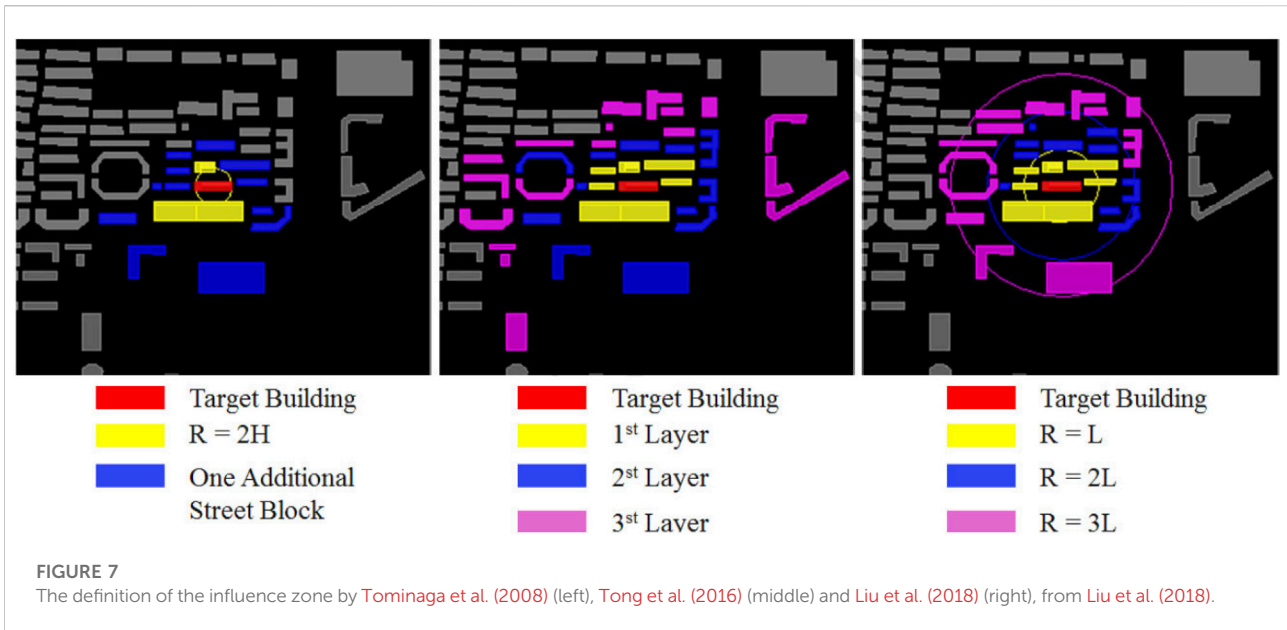 Target Building
R = 2H
One Additional
Street Block
Target Building
1st Layer
2st Layer
3st Laver
Target Building
R = L
R = 2L
R = 3L
FIGURE 7
The definition of the influence zone by Tominaga et al. (2008) (left), Tong et al. (2016) (middle) and Liu et al. (2018) (right), from Liu et al. (2018).